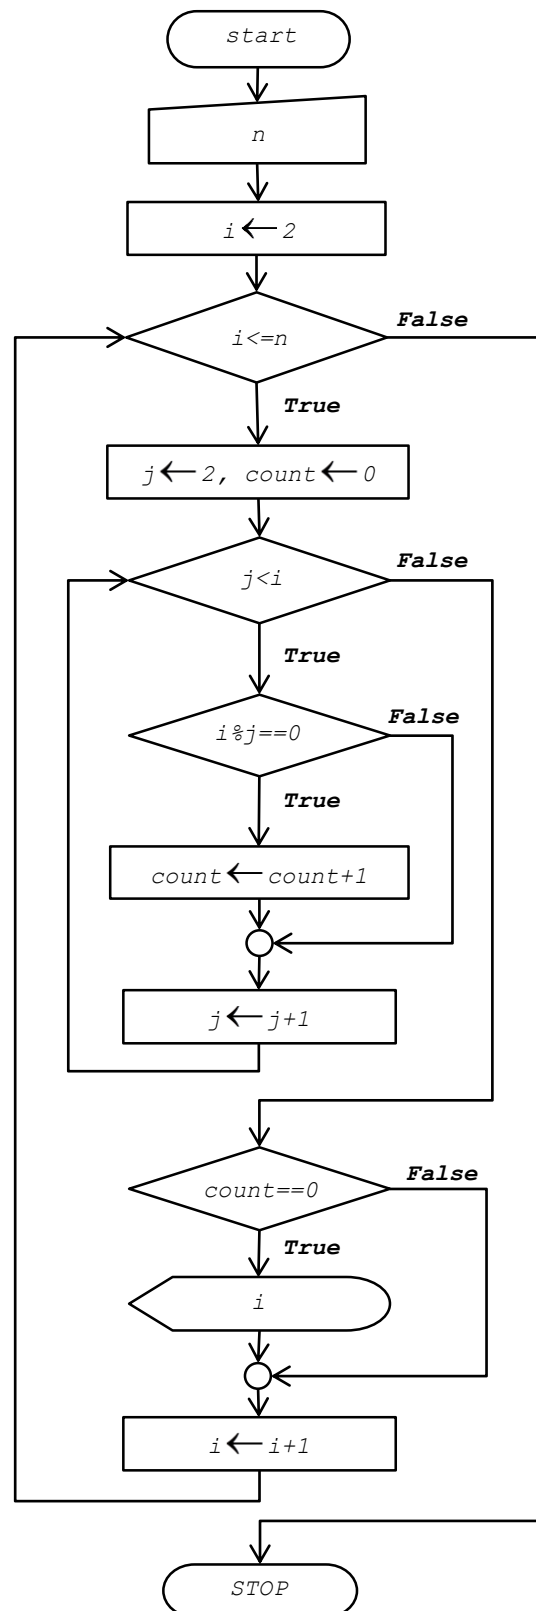 start
n
i←2
i<=n
False
True
j←2, count←0
j<i
False
True
i%j==0
False
True
count←count+1
j←j+1
count==0
False
True
i
i←i+1
STOP